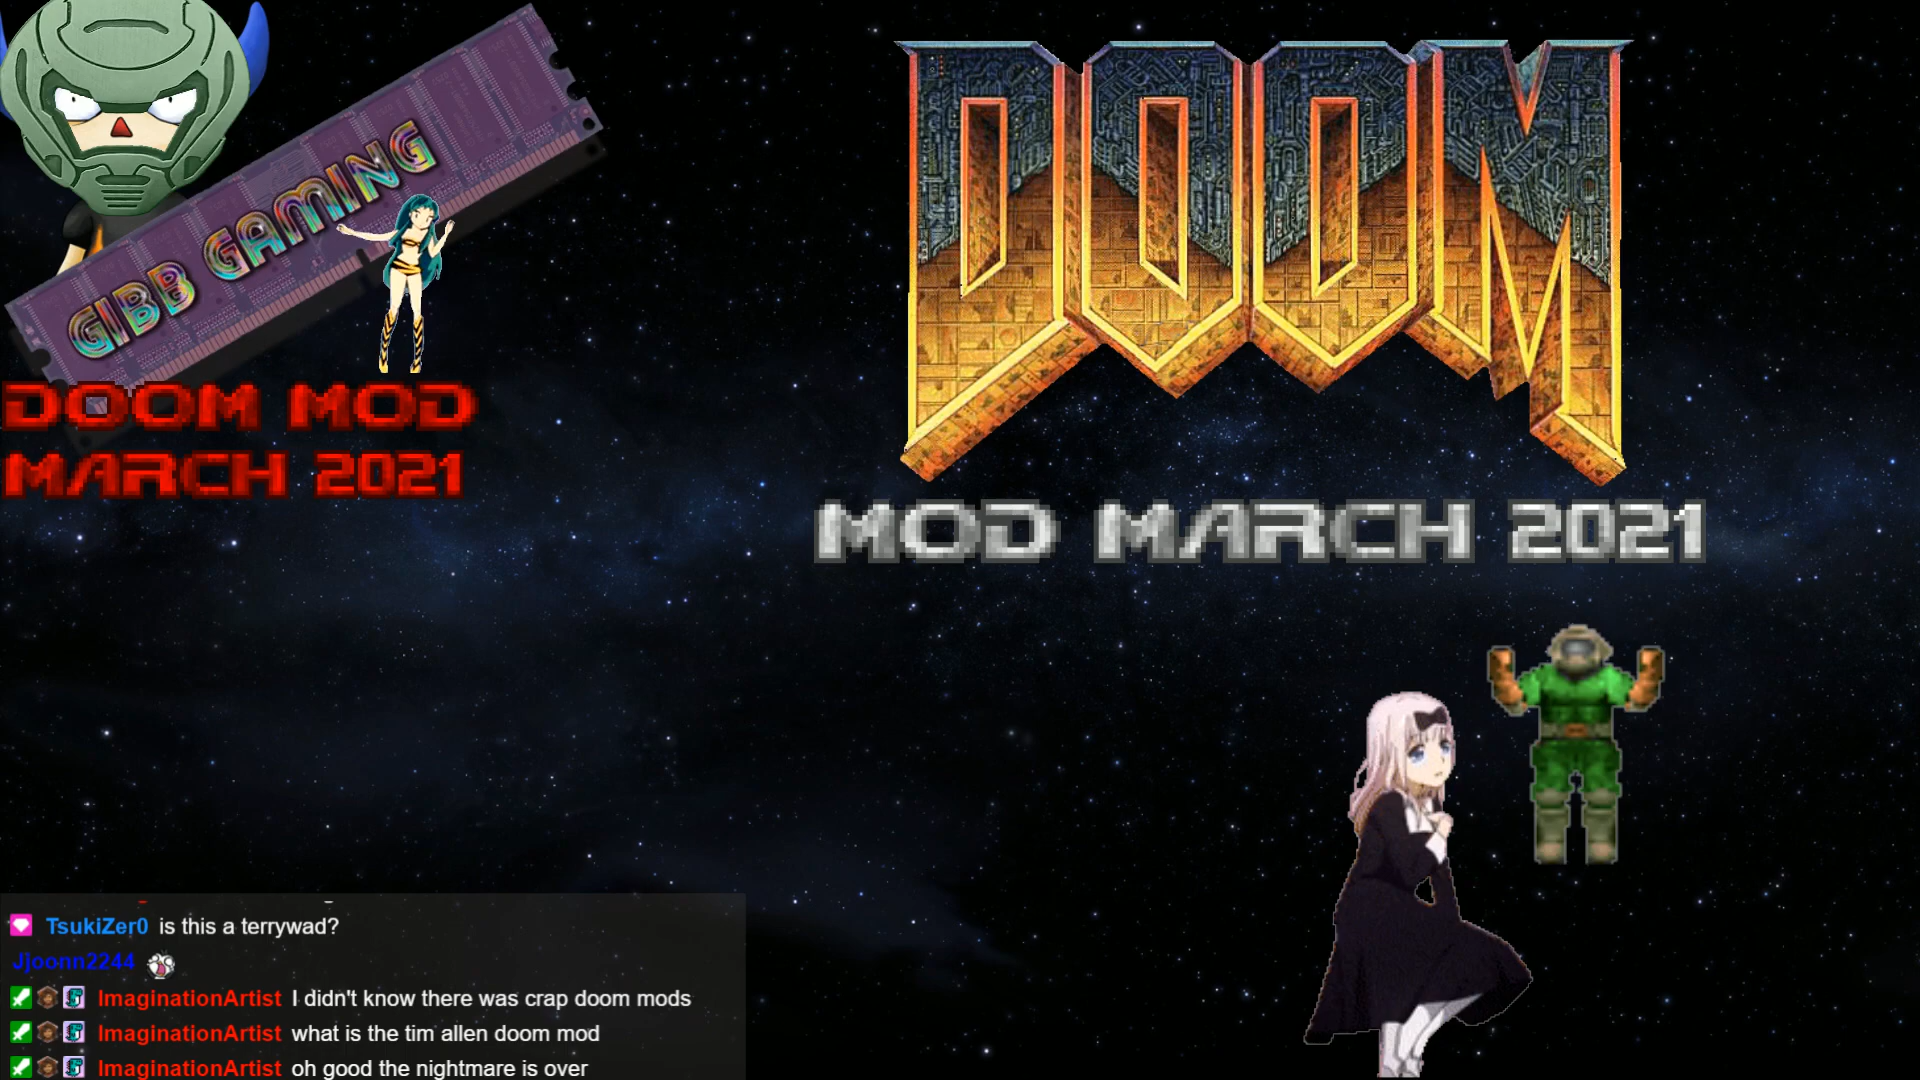 GIBB GAMING
DOOM MOD
MARCH 2021
DOOM
MOD MARCH 2021
TsukiZer0 is this a terrywad?
Jjoonn2244
ImaginationArtist I didn't know there was crap doom mods
ImaginationArtist what is the tim allen doom mod
ImaginationArtist oh good the nightmare is over